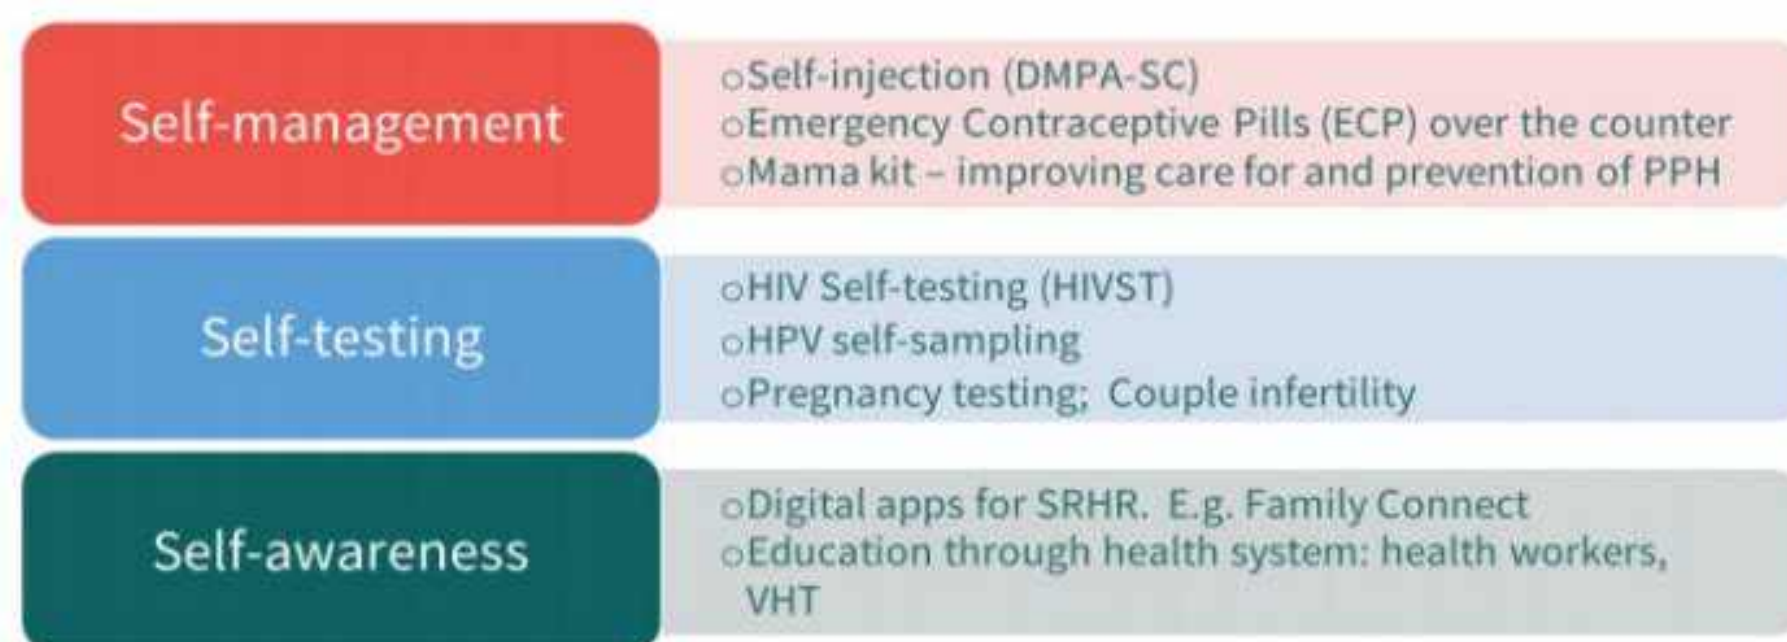 Self-management
oSelf-injection (DMPA-SC)
oEmergency Contraceptive Pills (ECP) over the counter
oMama kit – improving care for and prevention of PPH
Self-testing
oHIV Self-testing (HIVST)
oHPV self-sampling
oPregnancy testing; Couple infertility
Self-awareness
oDigital apps for SRHR. E.g. Family Connect
oEducation through health system: health workers,
VHT